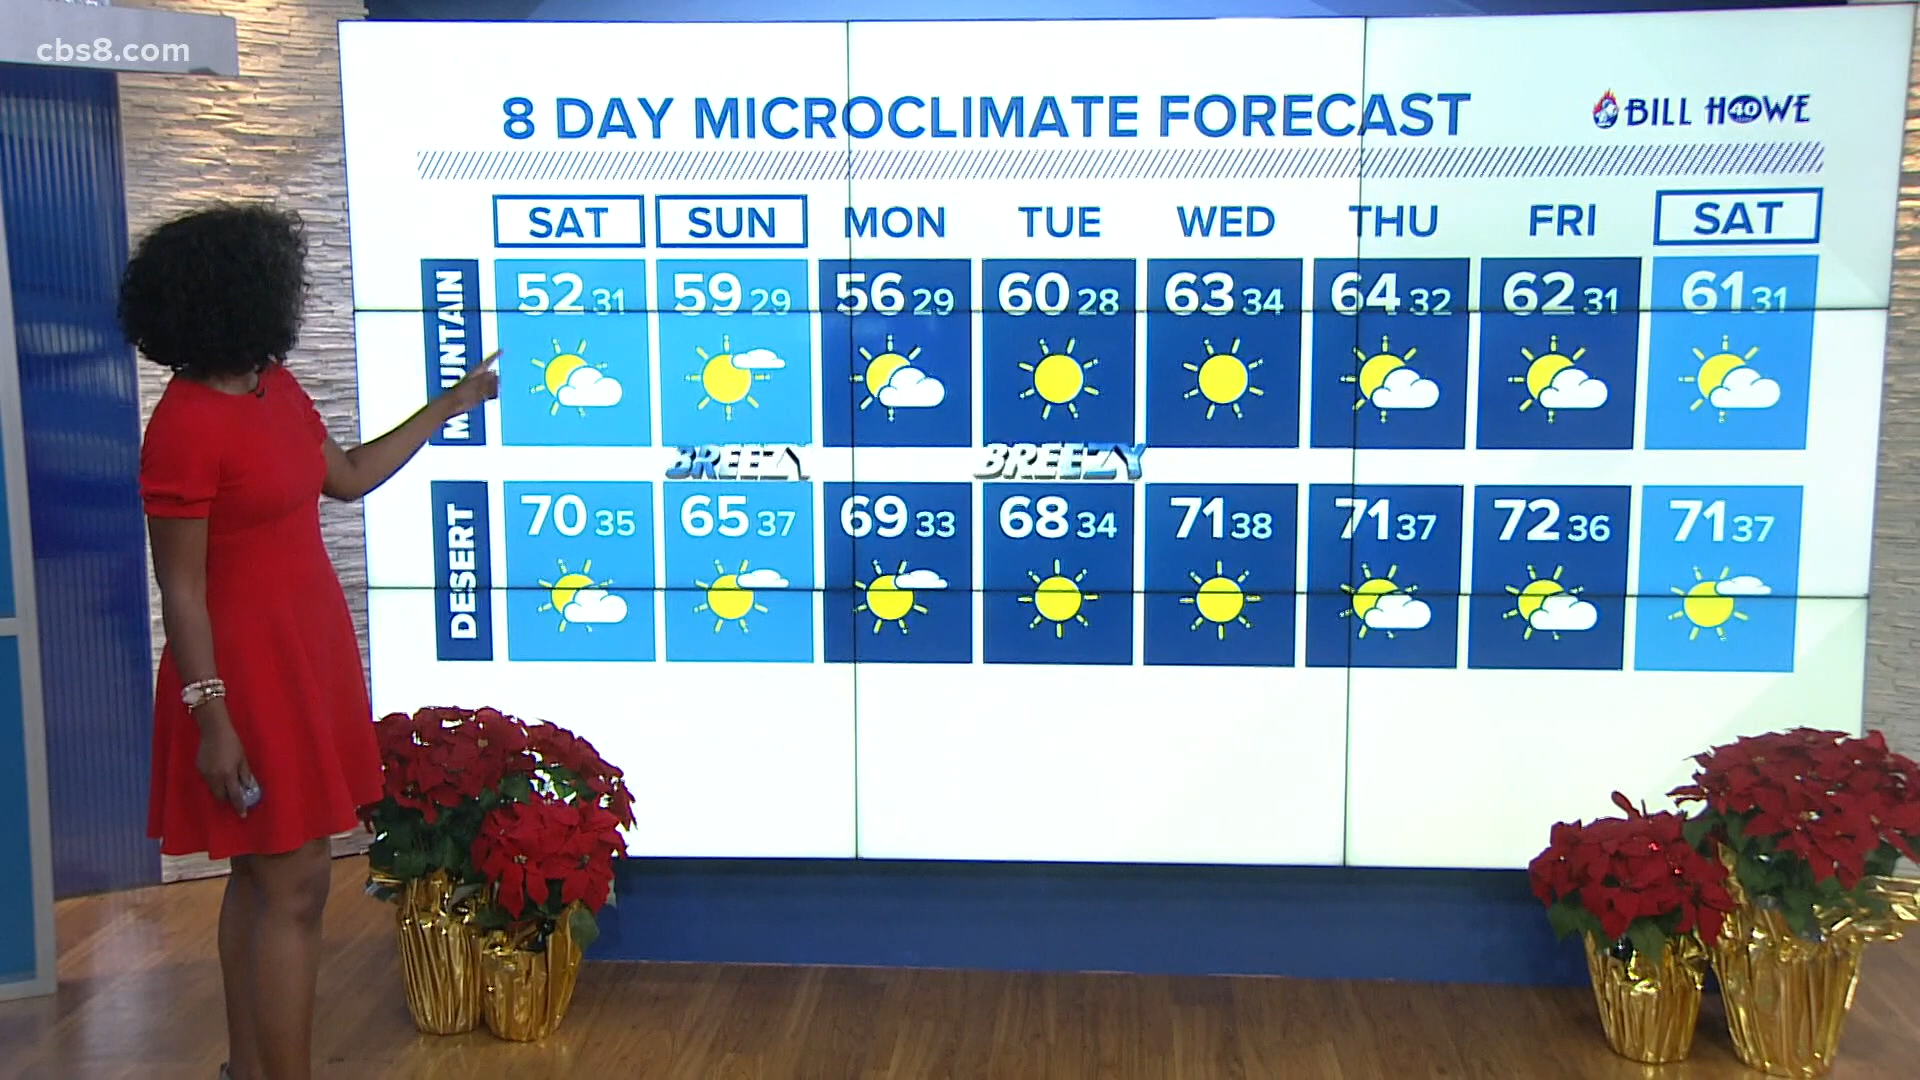 cbs8.com
8 DAY MICROCLIMATE FORECAST
BILL HOWE
40
SAT SUN MON TUE WED THU FRI SAT
MOUNTAIN
52 31 59 29 56 29 60 28 63 34 64 32 62 31 61 31
BREEZY BREEZY
DESERT
70 35 65 37 69 33 68 34 71 38 71 37 72 36 71 37